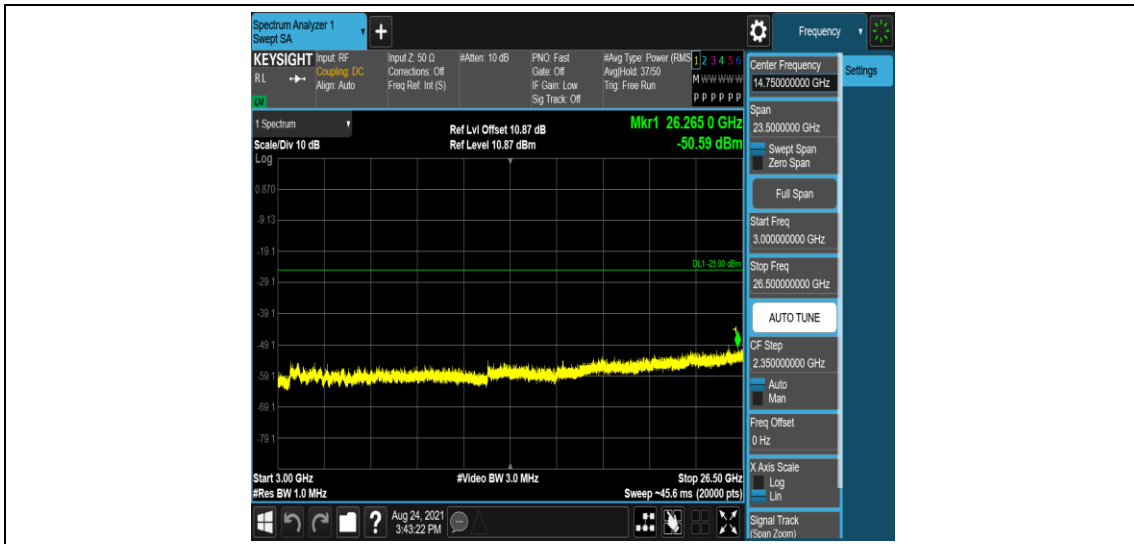 Spectrum Analyzer 1
Swept SA
+
Frequency
KEYSIGHT
RL
LXI
Input: RF
Coupling: DC
Align: Auto
Input Z: 50 Ω
Corrections: Off
Freq Ref: Int (S)
#Atten: 10 dB
PNO: Fast
Gate: Off
IF Gain: Low
Sig Track: Off
#Avg Type: Power (RMS
Avg|Hold: 37/50
Trig: Free Run
1 2 3 4 5 6
M W W W W W
P P P P P P
Center Frequency
14.750000000 GHz
Settings
1 Spectrum
Scale/Div 10 dB
Log
Ref Lvl Offset 10.87 dB
Ref Level 10.87 dBm
Mkr1 26.265 0 GHz
-50.59 dBm
0.870
-9.13
-19.1
-29.1
-39.1
-49.1
-59.1
-69.1
-79.1
DL1 -25.00 dBm
1
Start 3.00 GHz
#Res BW 1.0 MHz
#Video BW 3.0 MHz
Stop 26.50 GHz
Sweep ~45.6 ms (20000 pts)
Span
23.5000000 GHz
Swept Span
Zero Span
Full Span
Start Freq
3.000000000 GHz
Stop Freq
26.500000000 GHz
AUTO TUNE
CF Step
2.350000000 GHz
Auto
Man
Freq Offset
0 Hz
X Axis Scale
Log
Lin
Signal Track
(Span Zoom)
?
Aug 24, 2021
3:43:22 PM